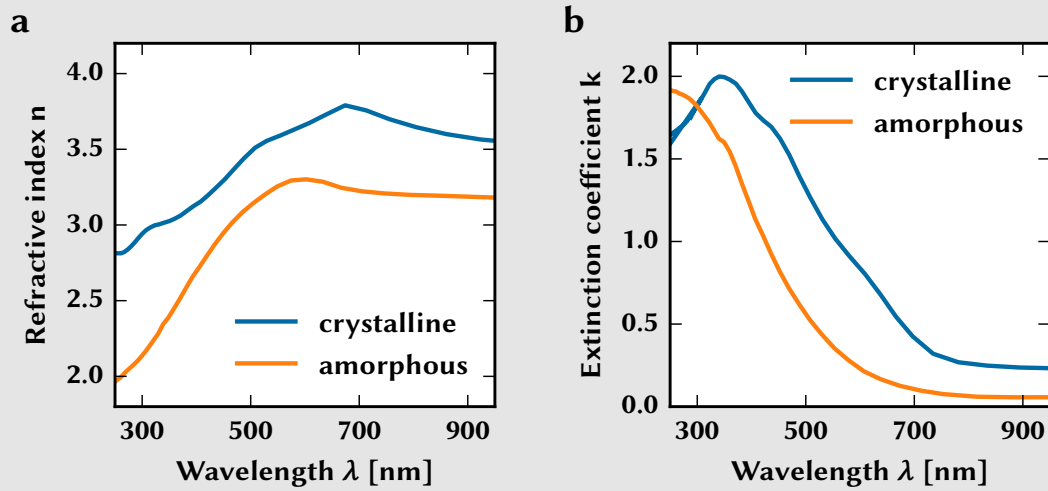 a
Refractive index n
4.0
3.5
3.0
2.5
2.0
crystalline
amorphous
300 500 700 900
Wavelength λ [nm]
b
Extinction coefficient k
2.0
1.5
1.0
0.5
0.0
crystalline
amorphous
300 500 700 900
Wavelength λ [nm]